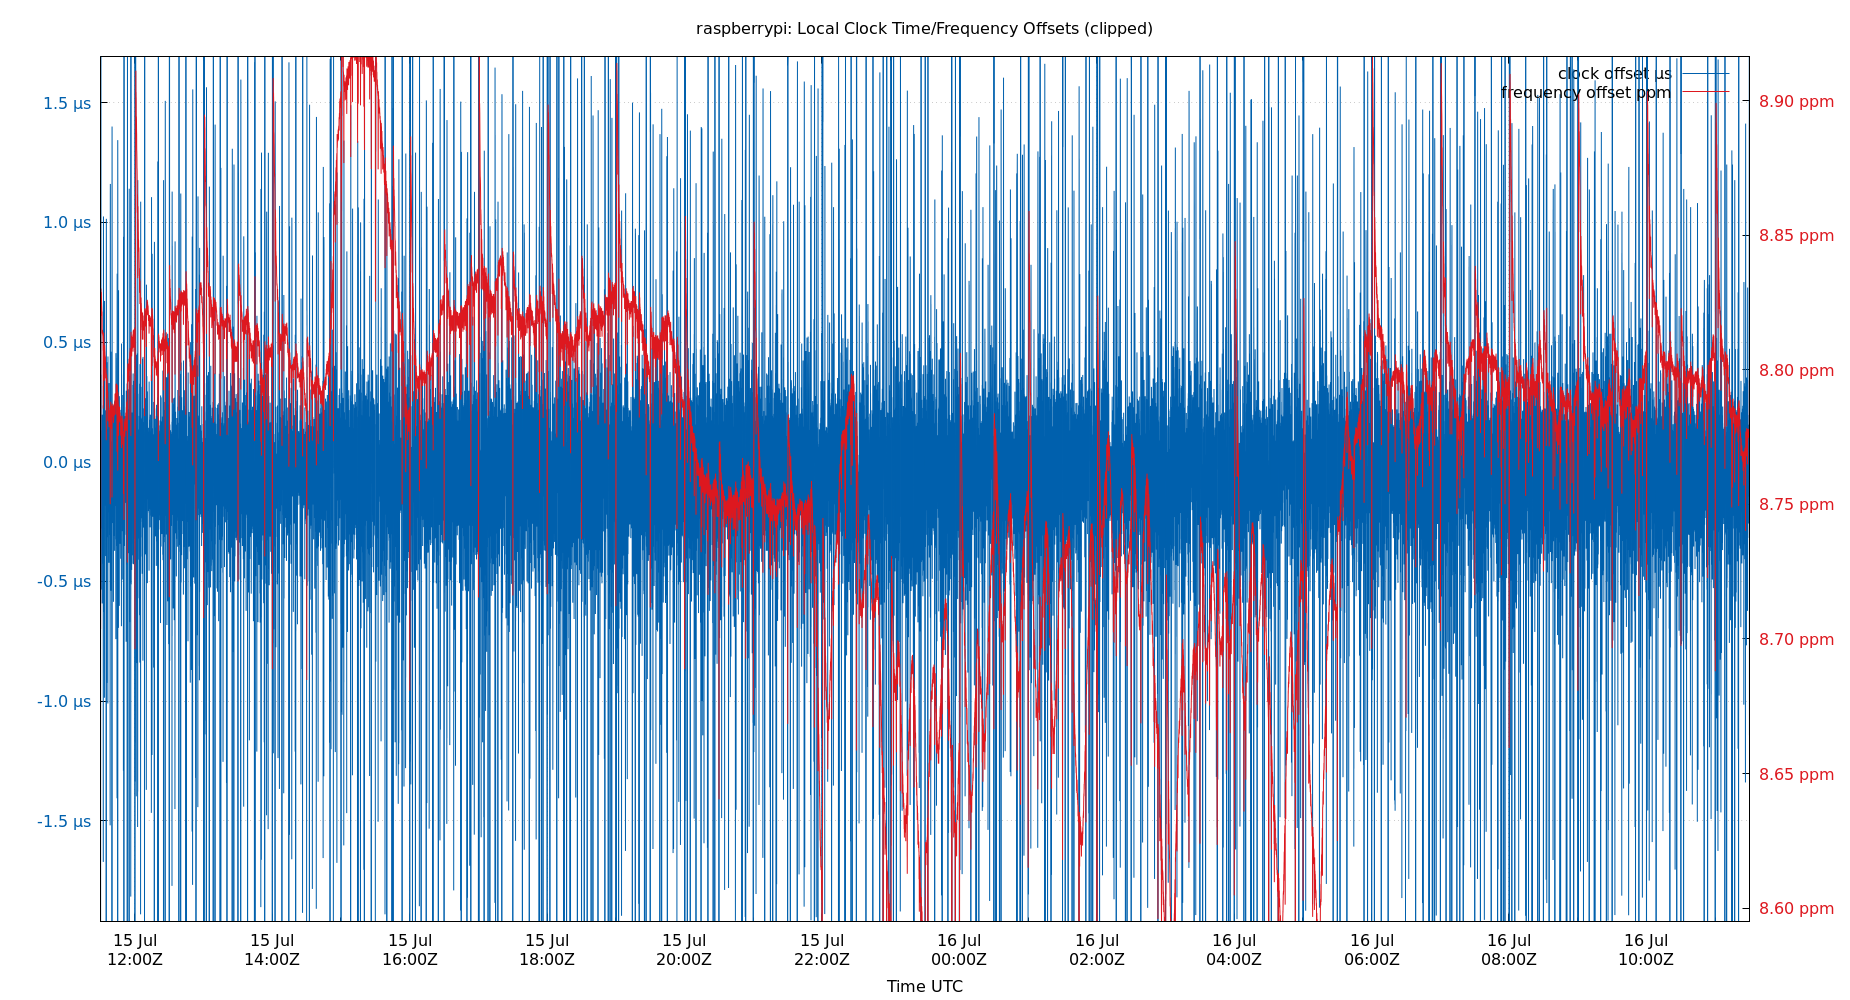 raspberrypi: Local Clock Time/Frequency Offsets (clipped)
clock offset µs
frequency offset ppm
1.5 µs
1.0 µs
0.5 µs
0.0 µs
-0.5 µs
-1.0 µs
-1.5 µs
8.90 ppm
8.85 ppm
8.80 ppm
8.75 ppm
8.70 ppm
8.65 ppm
8.60 ppm
15 Jul 15 Jul 15 Jul 15 Jul 15 Jul 15 Jul 16 Jul 16 Jul 16 Jul 16 Jul 16 Jul 16 Jul
12:00Z 14:00Z 16:00Z 18:00Z 20:00Z 22:00Z 00:00Z 02:00Z 04:00Z 06:00Z 08:00Z 10:00Z
Time UTC